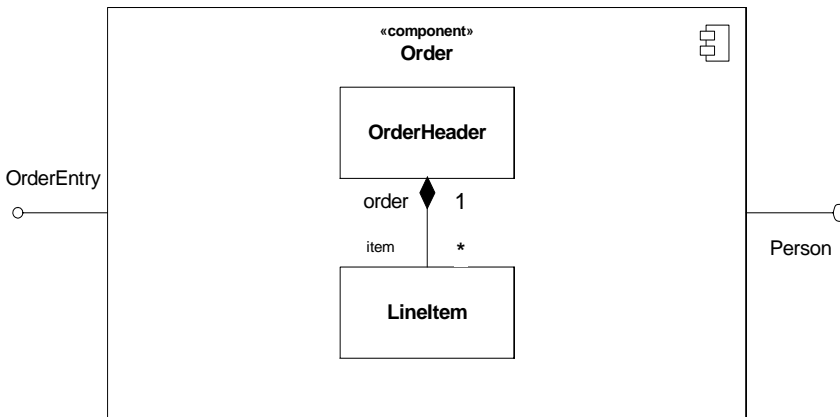 «component»
Order
OrderHeader
OrderEntry
order 1
item *
Person
LineItem